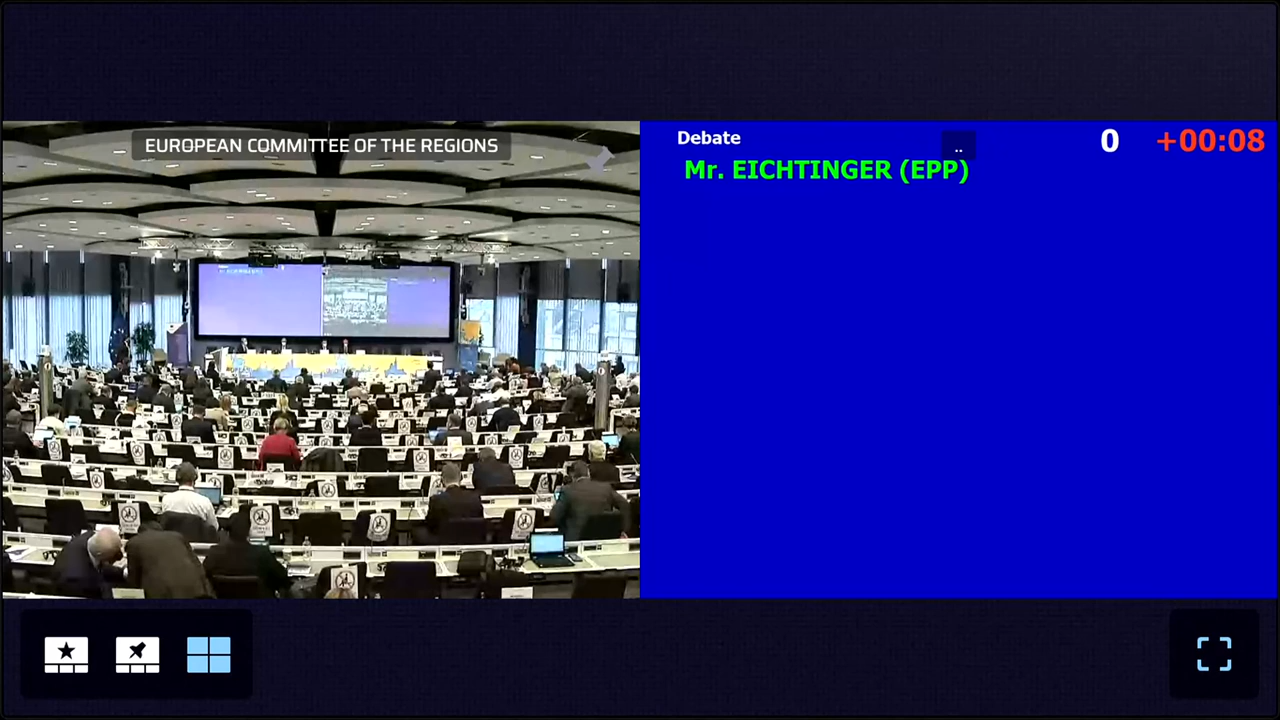 EUROPEAN COMMITTEE OF THE REGIONS
Debate
..
0
+00:08
Mr. EICHTINGER (EPP)